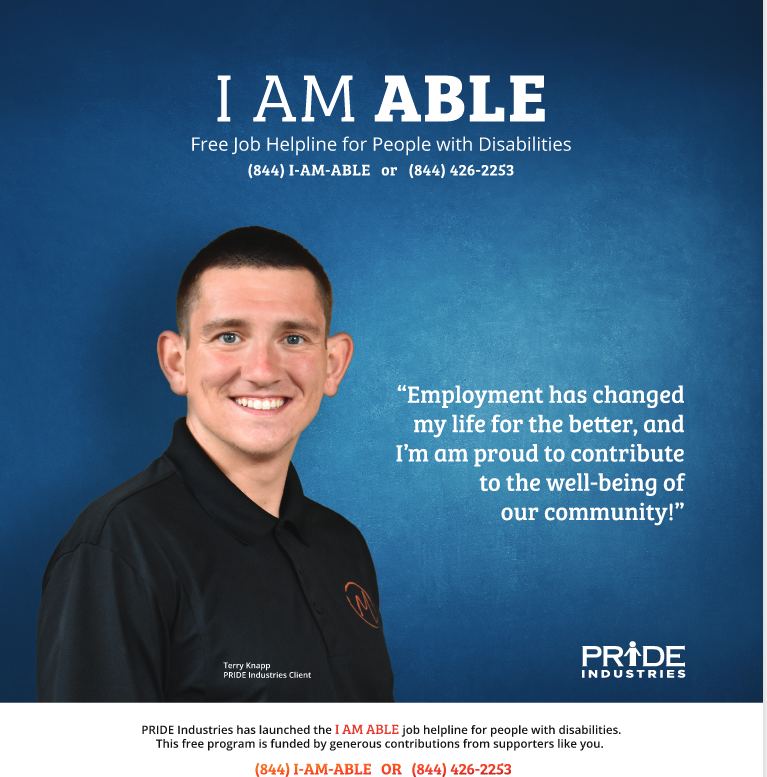 I AM ABLE
Free Job Helpline for People with Disabilities
(844) I-AM-ABLE or (844) 426-2253
“Employment has changed
my life for the better, and
I’m am proud to contribute
to the well-being of
our community!”
Terry Knapp
PRIDE Industries Client
PRIDE
INDUSTRIES
PRIDE Industries has launched the I AM ABLE job helpline for people with disabilities.
This free program is funded by generous contributions from supporters like you.
(844) I-AM-ABLE OR (844) 426-2253